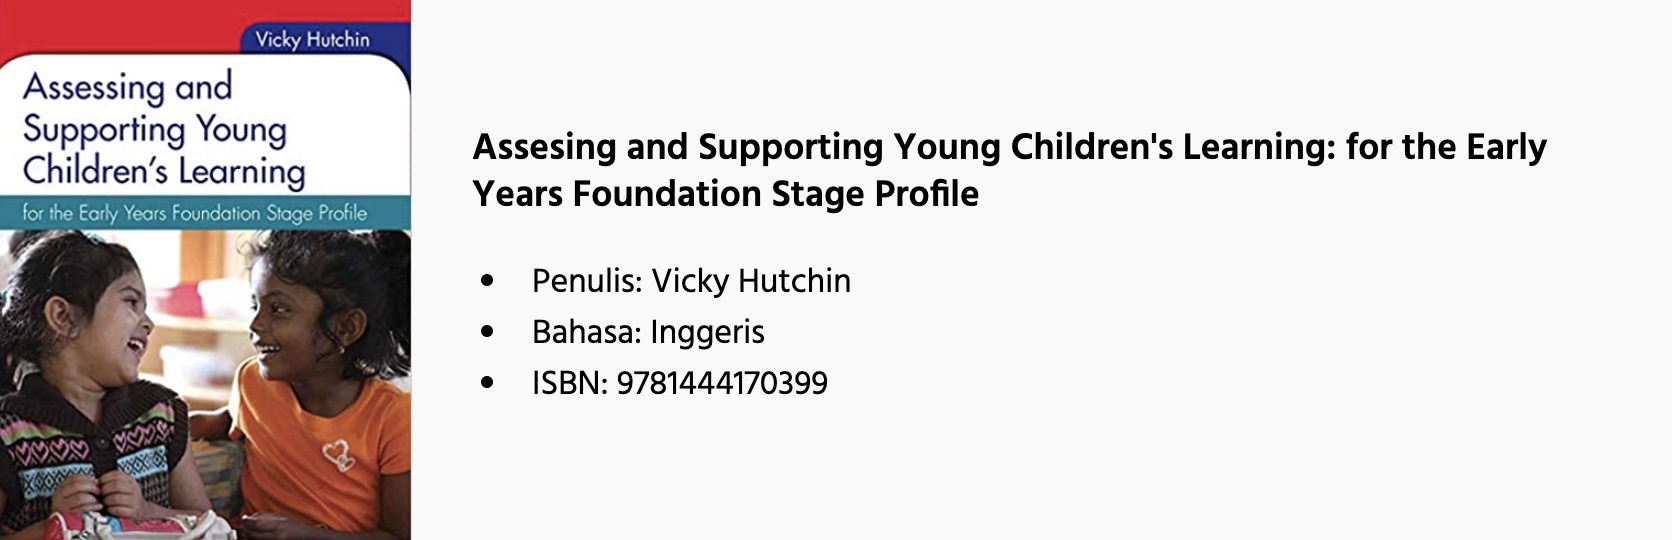 Vicky Hutchin
Assessing and
Supporting Young
Children’s Learning
for the Early Years Foundation Stage Profile
Assesing and Supporting Young Children's Learning: for the Early
Years Foundation Stage Profile
• Penulis: Vicky Hutchin
• Bahasa: Inggeris
• ISBN: 9781444170399